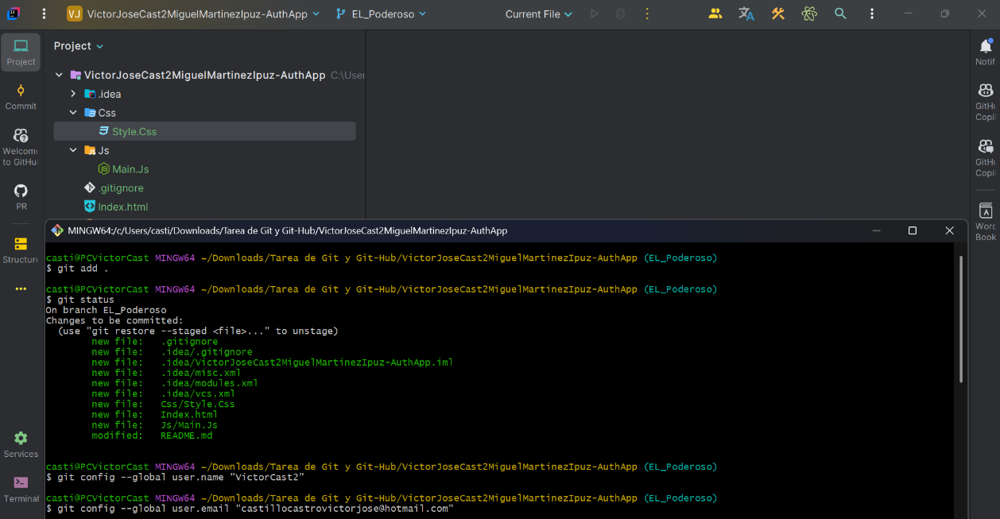 VJ VictorJoseCast2MiguelMartinezIpuz-AuthApp EL_Poderoso Current File
Project
Project
Notif
VictorJoseCast2MiguelMartinezIpuz-AuthApp C:\User
.idea
Commit
GitHu
Copil
Css
Style.Css
Welcome
to GitHu
Js
Main.Js
GitHu
Copil
.gitignore
PR
Index.html
Word
Book
Structure
MINGW64:/c/Users/casti/Downloads/Tarea de Git y Git-Hub/VictorJoseCast2MiguelMartinezIpuz-AuthApp
casti@PCVictorCast MINGW64 ~/Downloads/Tarea de Git y Git-Hub/VictorJoseCast2MiguelMartinezIpuz-AuthApp (EL_Poderoso)
$ git add .
casti@PCVictorCast MINGW64 ~/Downloads/Tarea de Git y Git-Hub/VictorJoseCast2MiguelMartinezIpuz-AuthApp (EL_Poderoso)
$ git status
On branch EL_Poderoso
Changes to be committed:
(use "git restore --staged <file>..." to unstage)
new file: .gitignore
new file: .idea/.gitignore
new file: .idea/VictorJoseCast2MiguelMartinezIpuz-AuthApp.iml
new file: .idea/misc.xml
new file: .idea/modules.xml
new file: .idea/vcs.xml
new file: Css/Style.Css
new file: Index.html
new file: Js/Main.Js
modified: README.md
Services
casti@PCVictorCast MINGW64 ~/Downloads/Tarea de Git y Git-Hub/VictorJoseCast2MiguelMartinezIpuz-AuthApp (EL_Poderoso)
$ git config --global user.name "VictorCast2"
Terminal
casti@PCVictorCast MINGW64 ~/Downloads/Tarea de Git y Git-Hub/VictorJoseCast2MiguelMartinezIpuz-AuthApp (EL_Poderoso)
$ git config --global user.email "castillocastrovictorjose@hotmail.com"